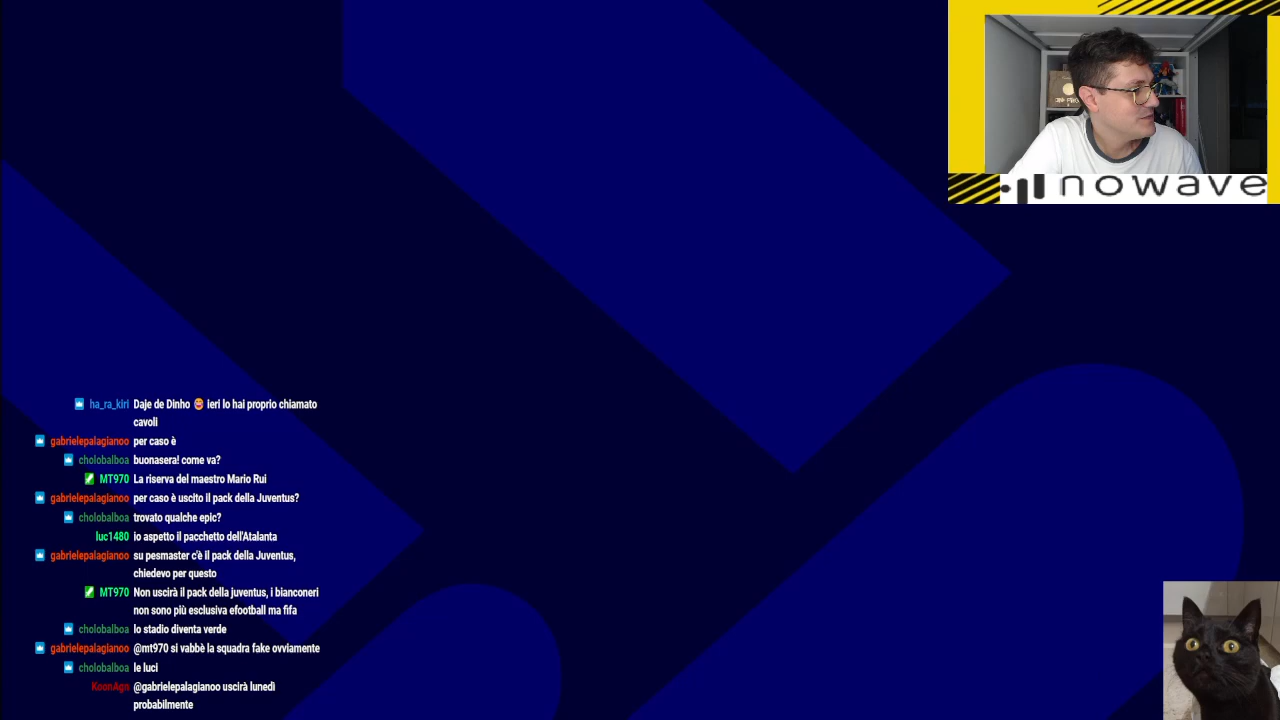 nowave
ha_ra_kiri Daje de Dinho 😂 ieri lo hai proprio chiamato
cavoli
gabrielepalagianoo per caso è
cholobalboa buonasera! come va?
MT970 La riserva del maestro Mario Rui
gabrielepalagianoo per caso è uscito il pack della Juventus?
cholobalboa trovato qualche epic?
luc1480 io aspetto il pacchetto dell'Atalanta
gabrielepalagianoo su pesmaster c'è il pack della Juventus,
chiedevo per questo
MT970 Non uscirà il pack della juventus, i bianconeri
non sono più esclusiva efootball ma fifa
cholobalboa lo stadio diventa verde
gabrielepalagianoo @mt970 si vabbè la squadra fake ovviamente
cholobalboa le luci
KoonAgn @gabrielepalagianoo uscirà lunedì
probabilmente